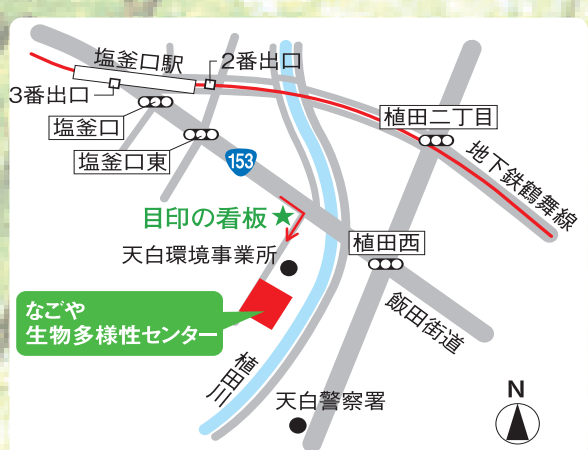 塩釜口駅
2番出口
3番出口
塩釜口
塩釜口東
植田二丁目
地下鉄鶴舞線
153
目印の看板★
植田西
天白環境事業所
飯田街道
なごや
生物多様性センター
植田川
天白警察署
N